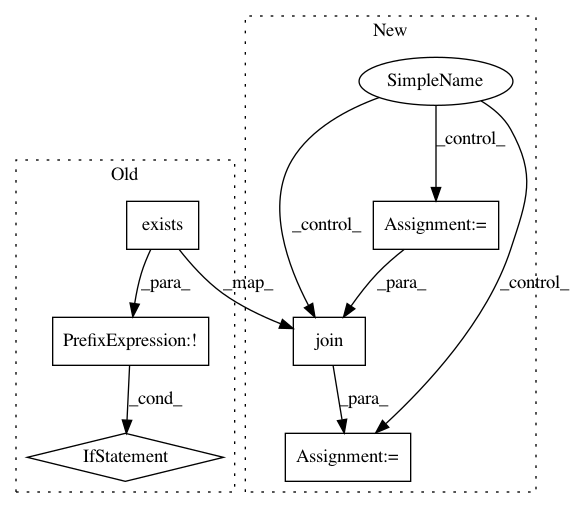 New
SimpleName
_control_
Old
exists
Assignment:=
_control_
_para_
_map_
_para_
_control_
PrefixExpression:!
join
_cond_
_para_
IfStatement
Assignment:=